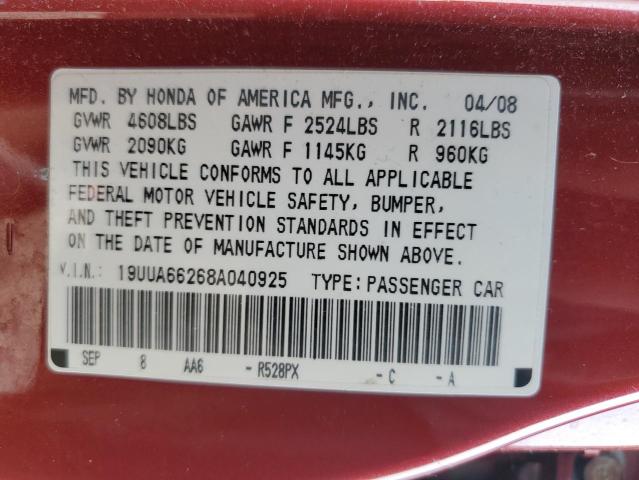 MFD. BY HONDA OF AMERICA MFG., INC. 04/08
GVWR 4608LBS GAWR F 2524LBS R 2116LBS
GVWR 2090KG GAWR F 1145KG R 960KG
THIS VEHICLE CONFORMS TO ALL APPLICABLE
FEDERAL MOTOR VEHICLE SAFETY, BUMPER,
AND THEFT PREVENTION STANDARDS IN EFFECT
ON THE DATE OF MANUFACTURE SHOWN ABOVE.
V.I.N.: 19UUA66268A040925 TYPE: PASSENGER CAR
SEP 8 AA6 - R528PX - C - A